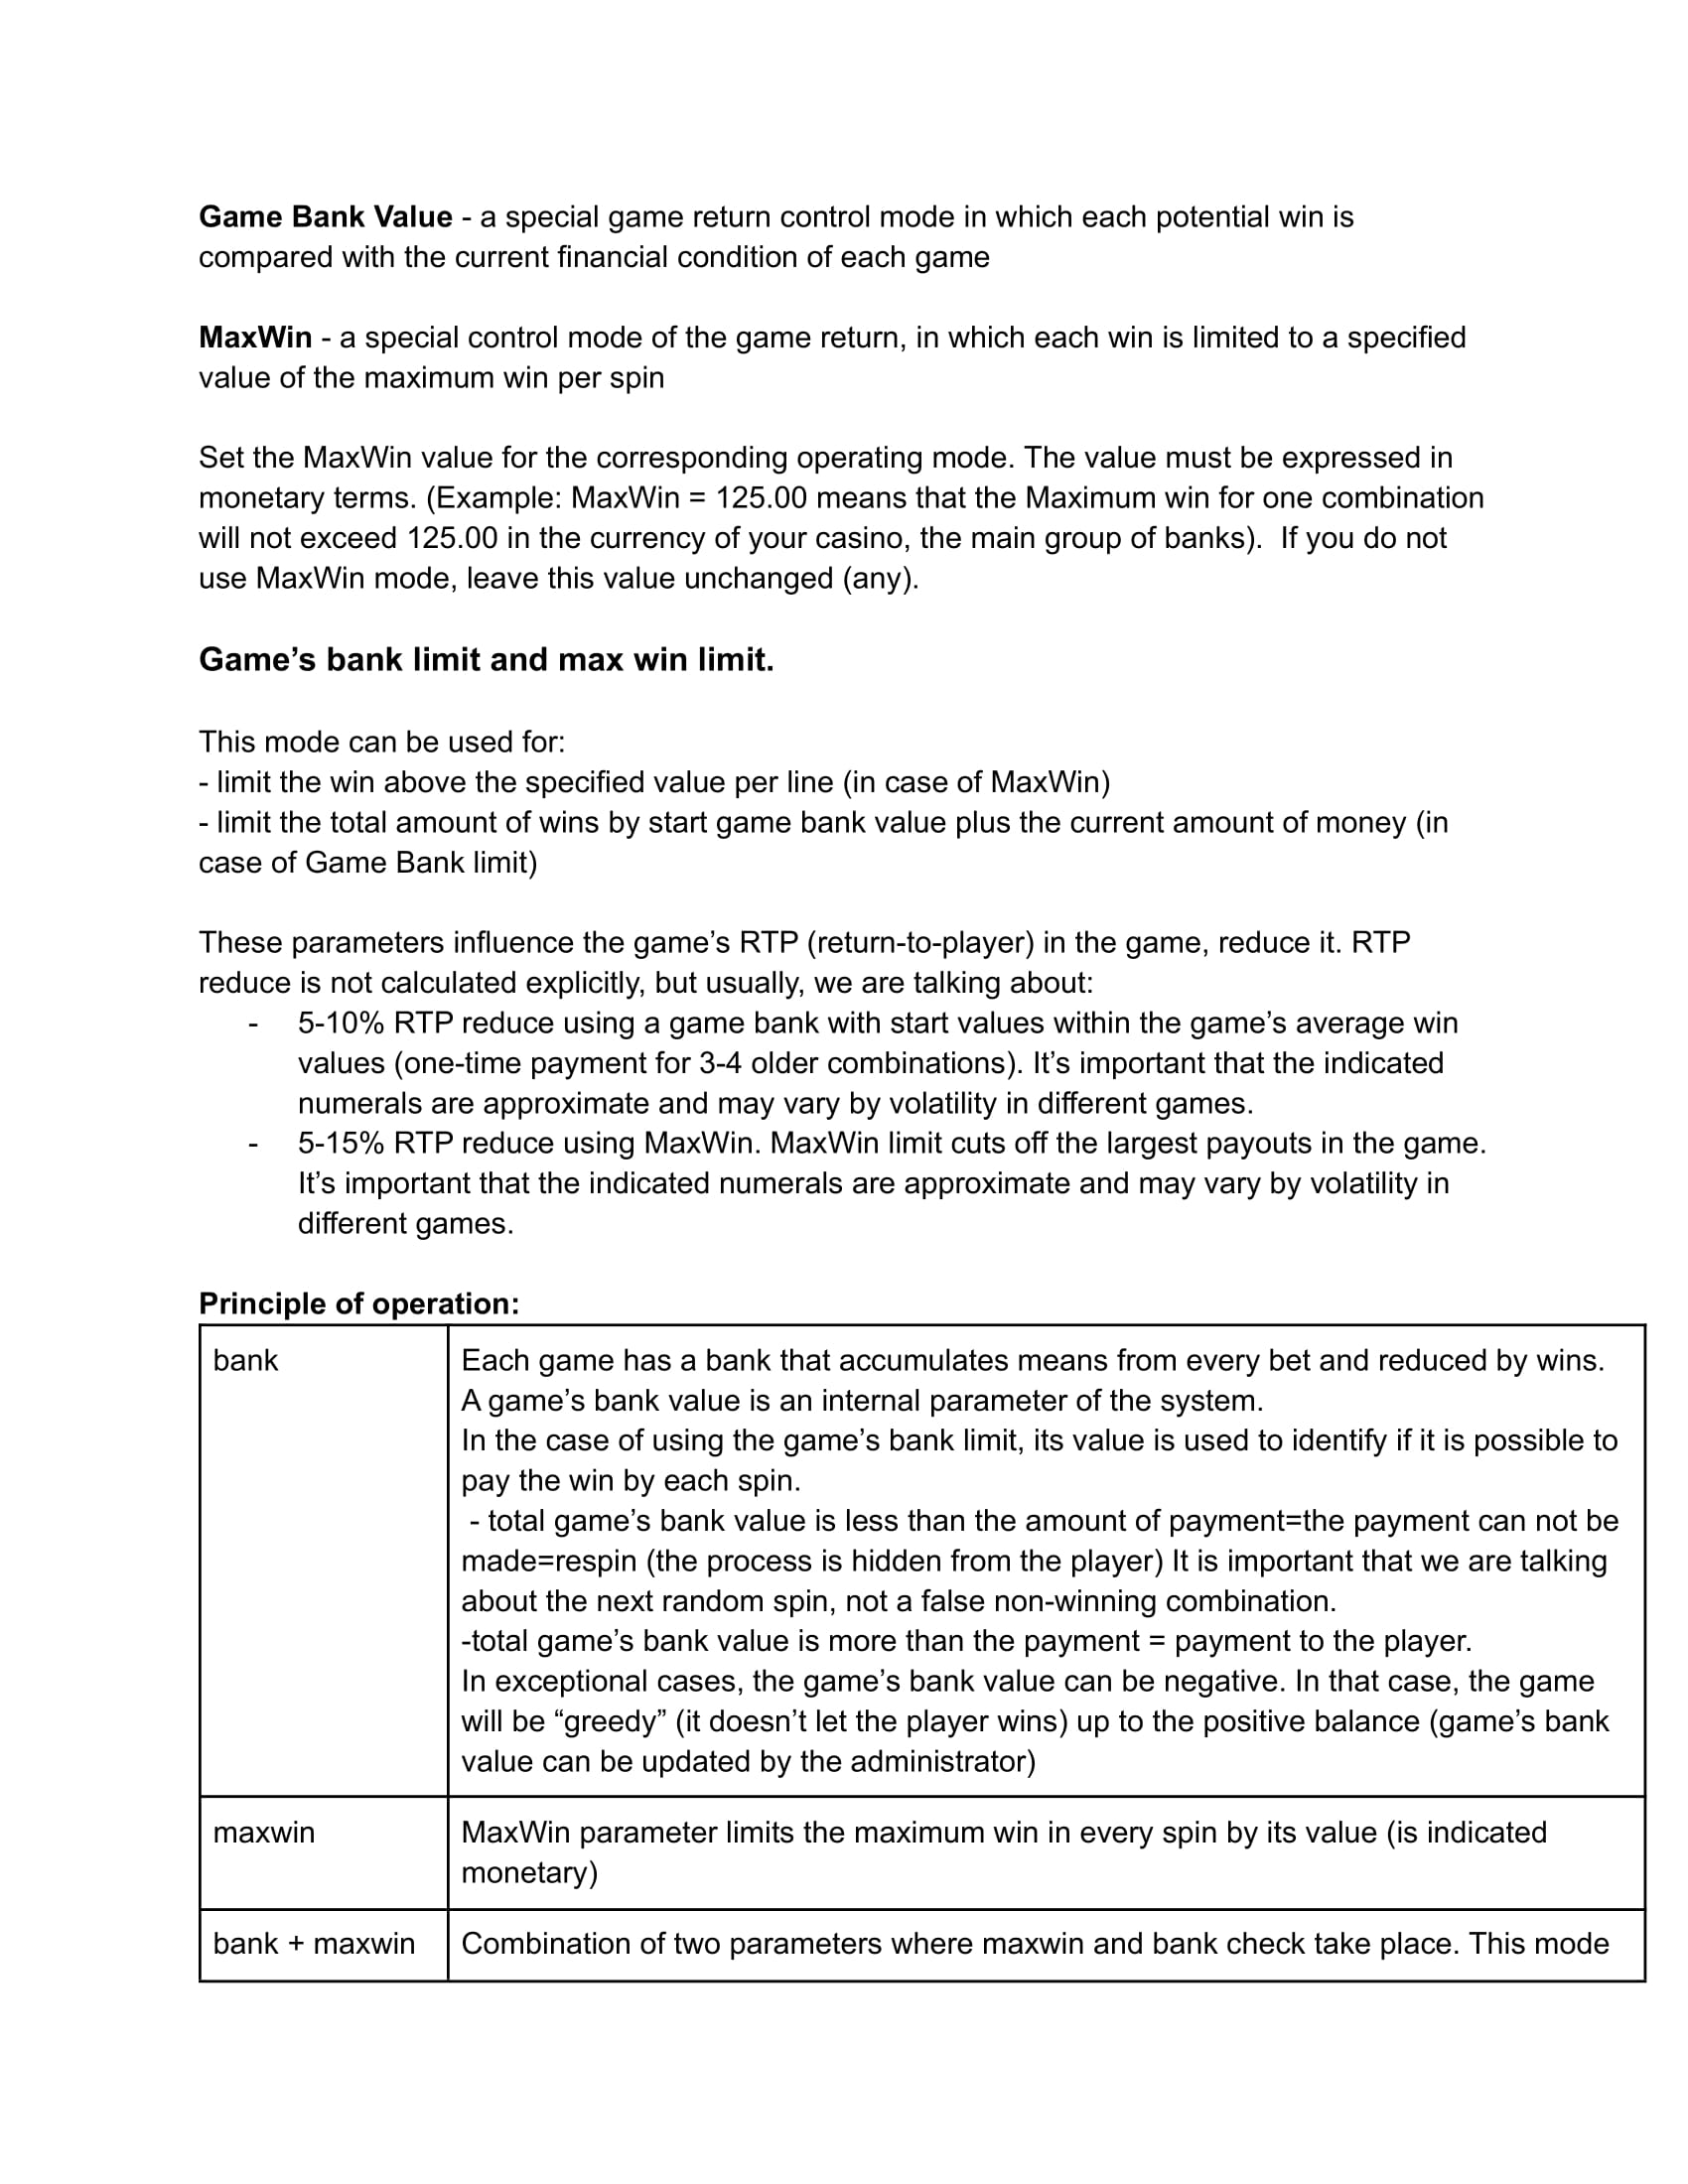 Game Bank Value - a special game return control mode in which each potential win is
compared with the current financial condition of each game
MaxWin - a special control mode of the game return, in which each win is limited to a specified
value of the maximum win per spin
Set the MaxWin value for the corresponding operating mode. The value must be expressed in
monetary terms. (Example: MaxWin = 125.00 means that the Maximum win for one combination
will not exceed 125.00 in the currency of your casino, the main group of banks).  If you do not
use MaxWin mode, leave this value unchanged (any).
Game’s bank limit and max win limit.
This mode can be used for:
- limit the win above the specified value per line (in case of MaxWin)
- limit the total amount of wins by start game bank value plus the current amount of money (in
case of Game Bank limit)
These parameters influence the game’s RTP (return-to-player) in the game, reduce it. RTP
reduce is not calculated explicitly, but usually, we are talking about:
- 5-10% RTP reduce using a game bank with start values within the game’s average win
values (one-time payment for 3-4 older combinations). It’s important that the indicated
numerals are approximate and may vary by volatility in different games.
- 5-15% RTP reduce using MaxWin. MaxWin limit cuts off the largest payouts in the game.
It’s important that the indicated numerals are approximate and may vary by volatility in
different games.
Principle of operation:
bank
Each game has a bank that accumulates means from every bet and reduced by wins.
A game’s bank value is an internal parameter of the system.
In the case of using the game’s bank limit, its value is used to identify if it is possible to
pay the win by each spin.
- total game’s bank value is less than the amount of payment=the payment can not be
made=respin (the process is hidden from the player) It is important that we are talking
about the next random spin, not a false non-winning combination.
-total game’s bank value is more than the payment = payment to the player.
In exceptional cases, the game’s bank value can be negative. In that case, the game
will be “greedy” (it doesn’t let the player wins) up to the positive balance (game’s bank
value can be updated by the administrator)
maxwin
MaxWin parameter limits the maximum win in every spin by its value (is indicated
monetary)
bank + maxwin
Combination of two parameters where maxwin and bank check take place. This mode